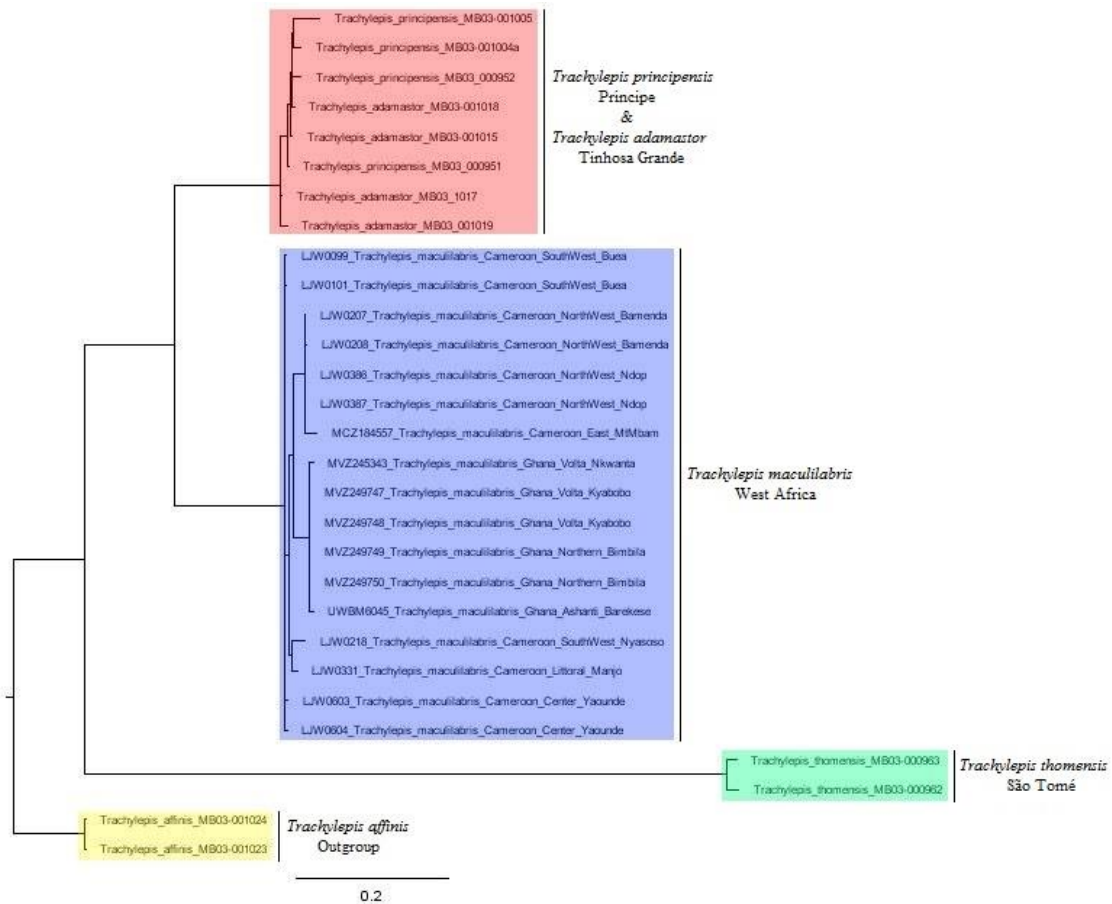 Trachylepis_principensis_MB03-001005
Trachylepis_principensis_MB03-001004a
Trachylepis_principensis_MB03_000952
Trachylepis_adamastor_MB03-001018
Trachylepis_adamastor_MB03-001015
Trachylepis_principensis_MB03_000951
Trachylepis_adamastor_MB03_1017
Trachylepis_adamastor_MB03_001019
Trachylepis principensis
Principe
&
Trachylepis adamastor
Tinhosa Grande
LJW0099_Trachylepis_maculilabris_Cameroon_SouthWest_Buea
LJW0101_Trachylepis_maculilabris_Cameroon_SouthWest_Buea
LJW0207_Trachylepis_maculilabris_Cameroon_NorthWest_Bamenda
LJW0208_Trachylepis_maculilabris_Cameroon_NorthWest_Bamenda
LJW0386_Trachylepis_maculilabris_Cameroon_NorthWest_Ndop
LJW0387_Trachylepis_maculilabris_Cameroon_NorthWest_Ndop
MCZ184557_Trachylepis_maculilabris_Cameroon_East_MtMbam
MVZ245343_Trachylepis_maculilabris_Ghana_Volta_Nkwanta
MVZ249747_Trachylepis_maculilabris_Ghana_Volta_Kyabobo
MVZ249748_Trachylepis_maculilabris_Ghana_Volta_Kyabobo
MVZ249749_Trachylepis_maculilabris_Ghana_Northern_Bimbila
MVZ249750_Trachylepis_maculilabris_Ghana_Northern_Bimbila
UWBM6045_Trachylepis_maculilabris_Ghana_Ashanti_Barekese
LJW0218_Trachylepis_maculilabris_Cameroon_SouthWest_Nyasoso
LJW0331_Trachylepis_maculilabris_Cameroon_Littoral_Manjo
LJW0603_Trachylepis_maculilabris_Cameroon_Center_Yaounde
LJW0604_Trachylepis_maculilabris_Cameroon_Center_Yaounde
Trachylepis maculilabris
West Africa
Trachylepis_thomensis_MB03-000963
Trachylepis_thomensis_MB03-000962
Trachylepis thomensis
São Tomé
Trachylepis_affinis_MB03-001024
Trachylepis_affinis_MB03-001023
Trachylepis affinis
Outgroup
0.2